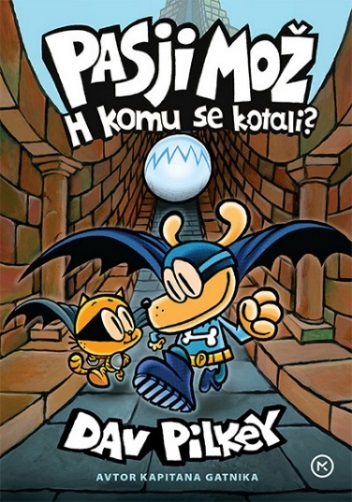 PASJI MOŽ
H KOMU SE KOTALI?
DAV PILKEY
AVTOR KAPITANA GATNIKA